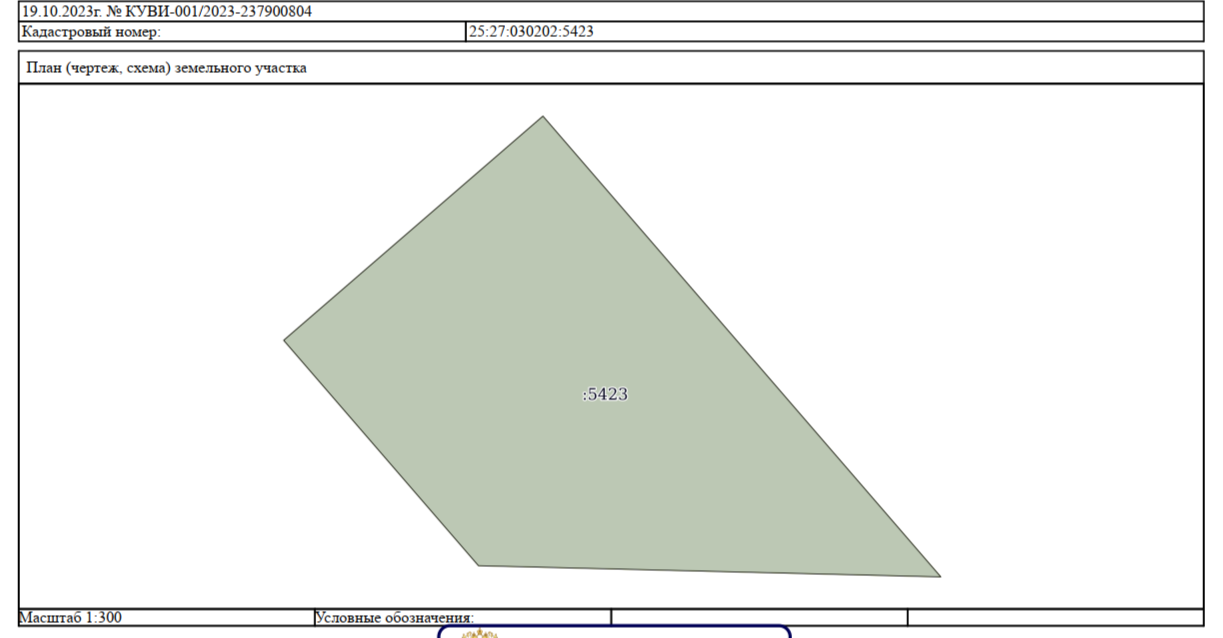 19.10.2023г. № КУВИ-001/2023-237900804
Кадастровый номер: 25:27:030202:5423
План (чертеж, схема) земельного участка
:5423
Масштаб 1:300 Условные обозначения: